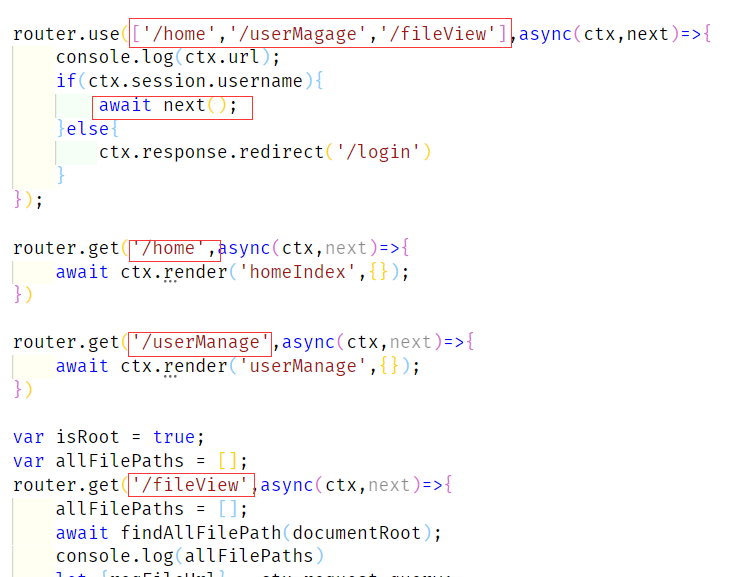 router.use(['/home','/userMagage','/fileView'],async(ctx,next)=>{
    console.log(ctx.url);
    if(ctx.session.username){
        await next();
    }else{
        ctx.response.redirect('/login')
    }
});
router.get('/home',async(ctx,next)=>{
    await ctx.render('homeIndex',{});
})
router.get('/userManage',async(ctx,next)=>{
    await ctx.render('userManage',{});
})
var isRoot = true;
var allFilePaths = [];
router.get('/fileView',async(ctx,next)=>{
    allFilePaths = [];
    await findAllFilePath(documentRoot);
    console.log(allFilePaths)